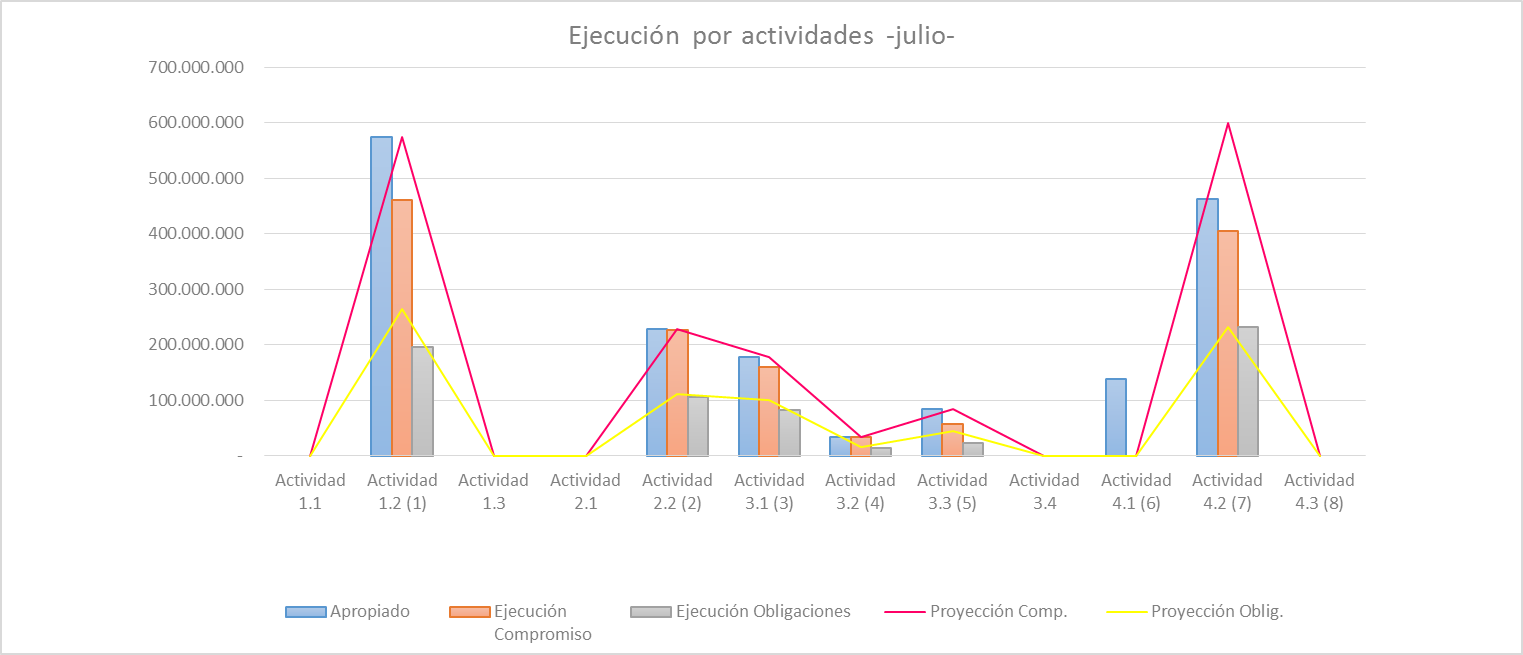 Ejecución por actividades -julio-
700.000.000
600.000.000
500.000.000
400.000.000
300.000.000
200.000.000
100.000.000
-
Actividad 1.1
Actividad 1.2 (1)
Actividad 1.3
Actividad 2.1
Actividad 2.2 (2)
Actividad 3.1 (3)
Actividad 3.2 (4)
Actividad 3.3 (5)
Actividad 3.4
Actividad 4.1 (6)
Actividad 4.2 (7)
Actividad 4.3 (8)
Apropiado
Ejecución
Compromiso
Ejecución Obligaciones
Proyección Comp.
Proyección Oblig.